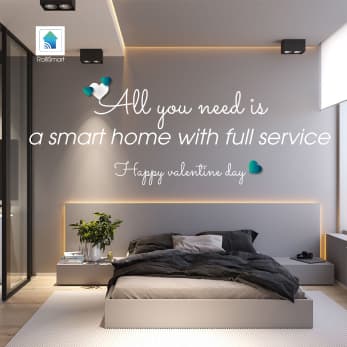 RollSmart
All you need is
a smart home with full service
Happy valentine day